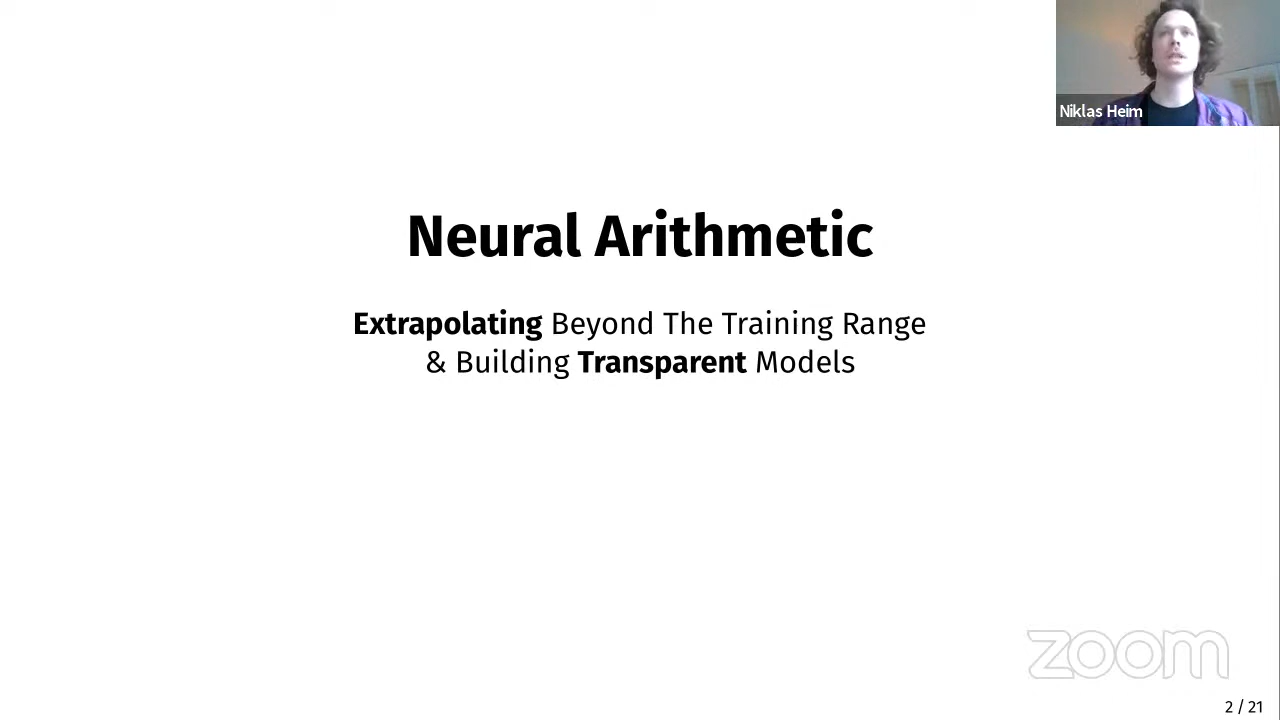 Niklas Heim
Neural Arithmetic
Extrapolating Beyond The Training Range
& Building Transparent Models
zoom
2 / 21